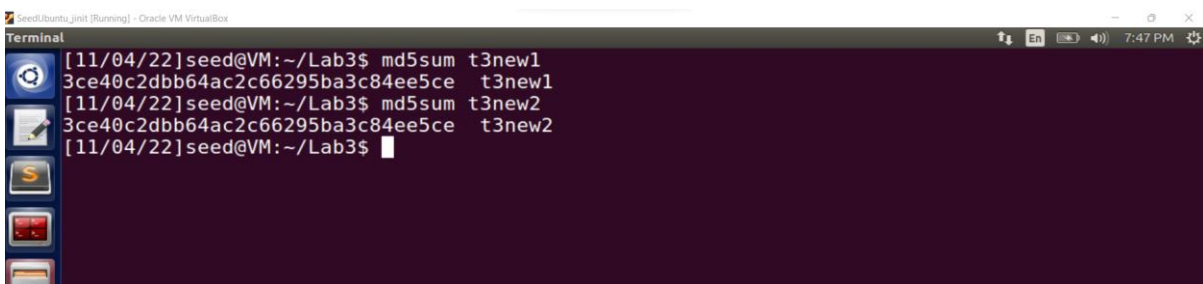 SeedUbuntu_jinit [Running] - Oracle VM VirtualBox
Terminal En 7:47 PM
[11/04/22]seed@VM:~/Lab3$ md5sum t3new1
3ce40c2dbb64ac2c66295ba3c84ee5ce  t3new1
[11/04/22]seed@VM:~/Lab3$ md5sum t3new2
3ce40c2dbb64ac2c66295ba3c84ee5ce  t3new2
[11/04/22]seed@VM:~/Lab3$
S